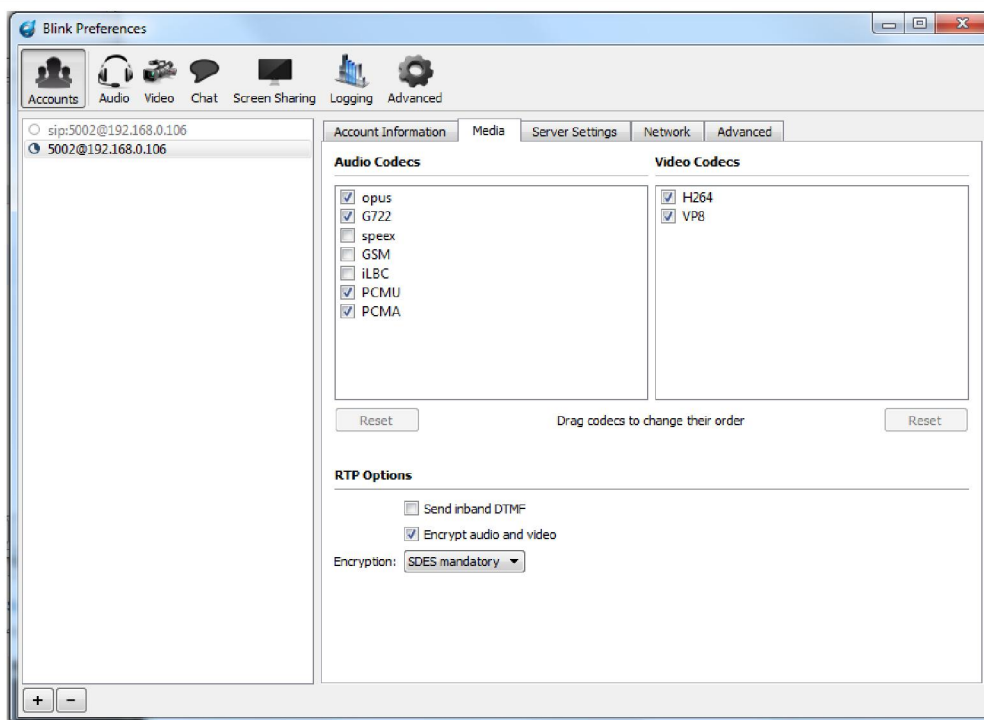 Blink Preferences
Accounts Audio Video Chat Screen Sharing Logging Advanced
sip:5002@192.168.0.106
5002@192.168.0.106
Account Information Media Server Settings Network Advanced
Audio Codecs Video Codecs
opus
G722
speex
GSM
iLBC
PCMU
PCMA
H264
VP8
Reset Drag codecs to change their order Reset
RTP Options
Send inband DTMF
Encrypt audio and video
Encryption: SDES mandatory
+ -